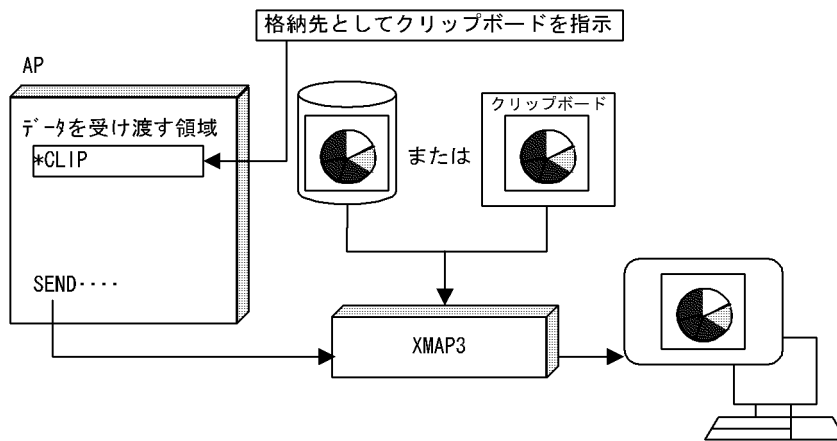 格納先としてクリップボードを指示
AP
クリップボード
ﾃﾞｰﾀを受け渡す領域
または
*CLIP
SEND････
XMAP3